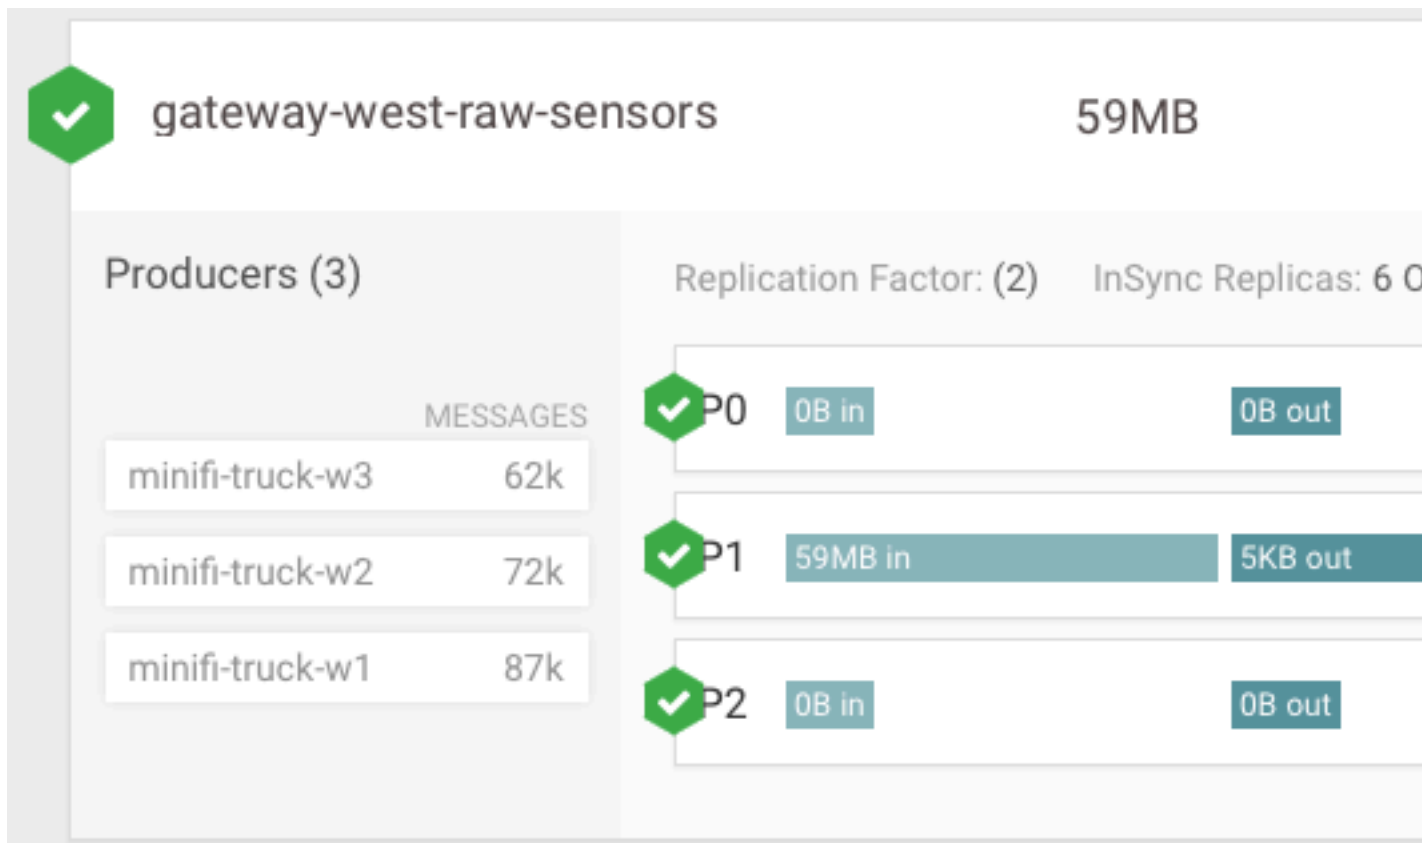 gateway-west-raw-sensors 59MB
Producers (3)
Replication Factor: (2) InSync Replicas: 6 O
MESSAGES
minifi-truck-w3 62k
minifi-truck-w2 72k
minifi-truck-w1 87k
P0 0B in 0B out
P1 59MB in 5KB out
P2 0B in 0B out